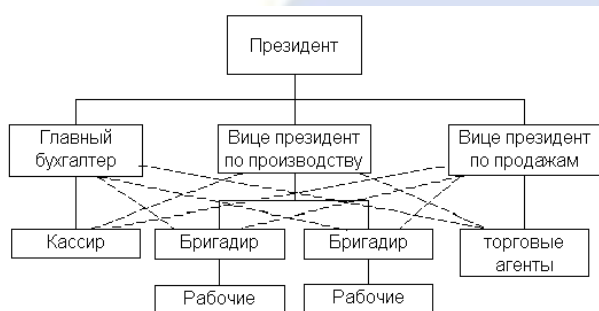 Президент
Главный
бухгалтер
Вице президент
по производству
Вице президент
по продажам
Кассир
Бригадир
Бригадир
торговые
агенты
Рабочие
Рабочие